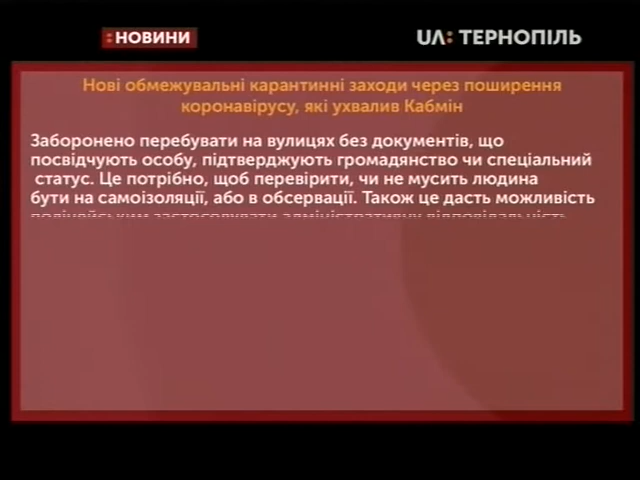 :НОВИНИ
UA: ТЕРНОПІЛЬ
Нові обмежувальні карантинні заходи через поширення
коронавірусу, які ухвалив Кабмін
Заборонено перебувати на вулицях без документів, що
посвідчують особу, підтверджують громадянство чи спеціальний
статус. Це потрібно, щоб перевірити, чи не мусить людина
бути на самоізоляції, або в обсервації. Також це дасть можливість